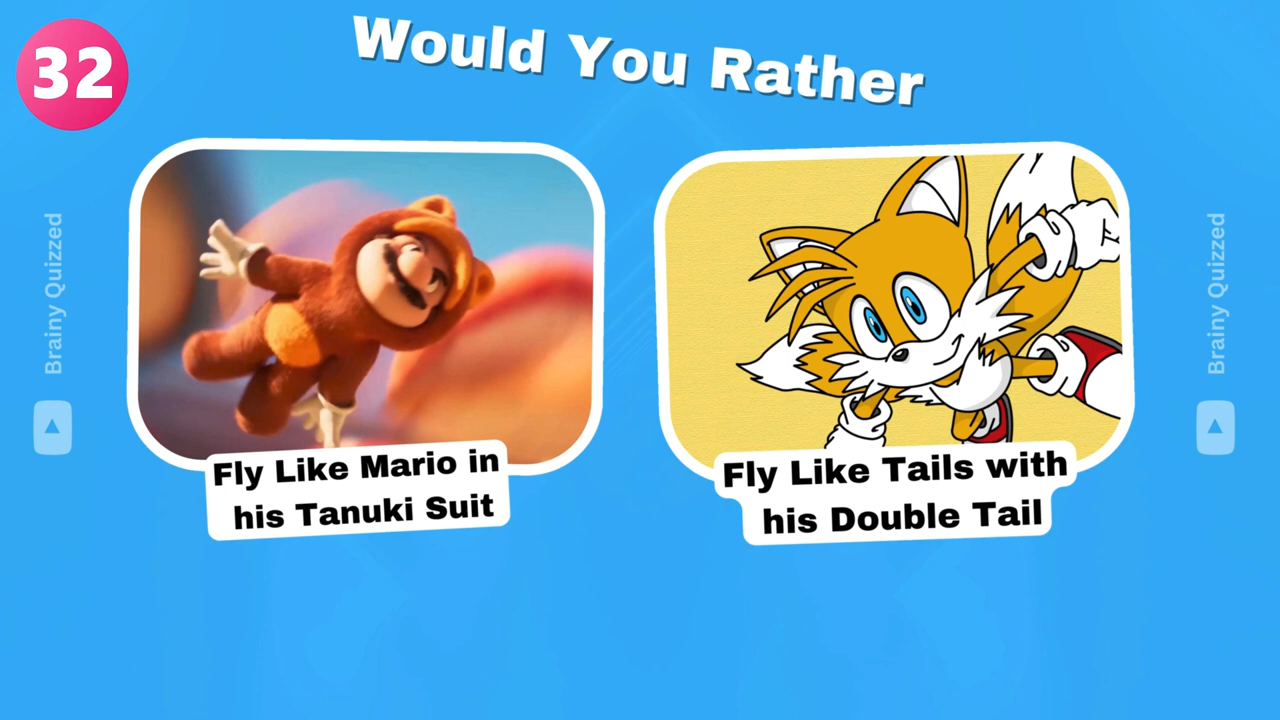 32
Would You Rather
Brainy Quizzed
Fly Like Mario in
his Tanuki Suit
Fly Like Tails with
his Double Tail
Brainy Quizzed